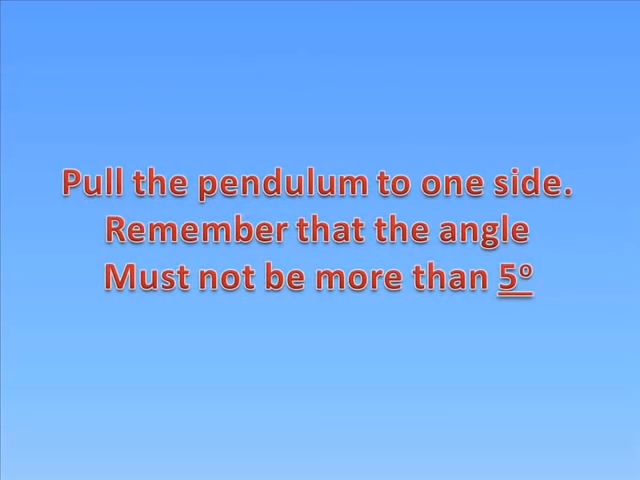 Pull the pendulum to one side.
Remember that the angle
Must not be more than 5º